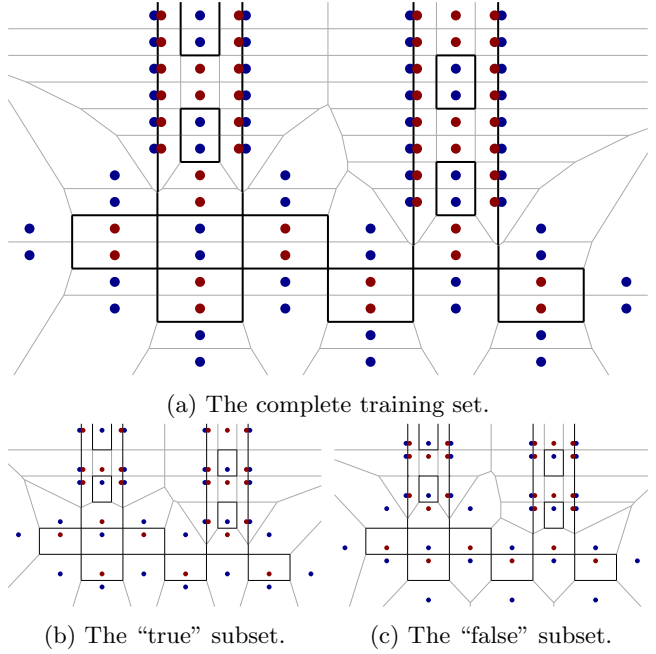 (a) The complete training set.
(b) The “true” subset.
(c) The “false” subset.